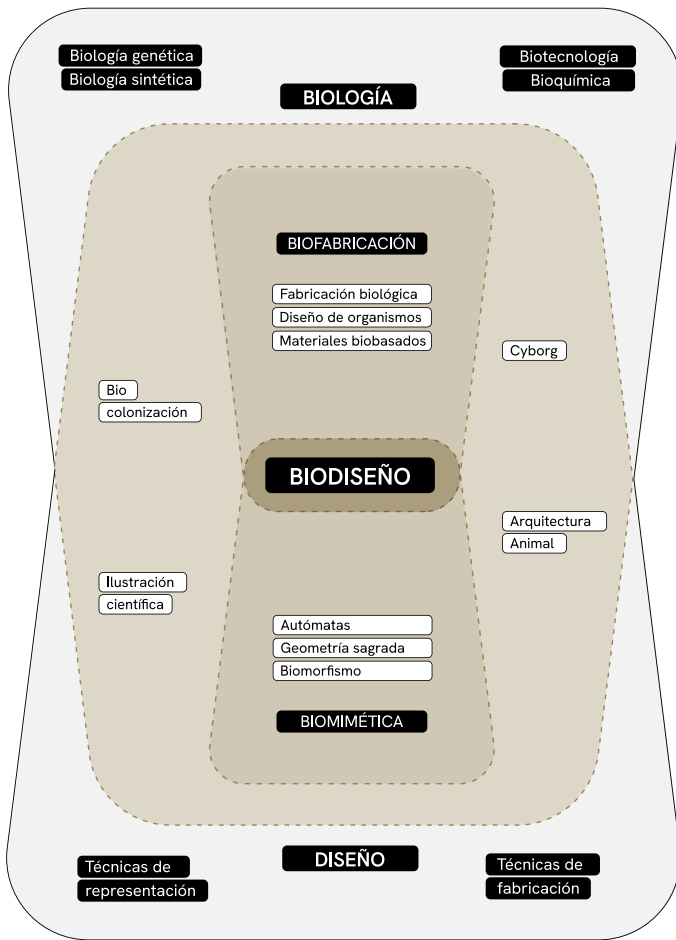 Biología genética
Biología sintética
Biotecnología
Bioquímica
BIOLOGÍA
BIOFABRICACIÓN
Fabricación biológica
Diseño de organismos
Materiales biobasados
Cyborg
Bio
colonización
BIODISEÑO
Arquitectura
Animal
Ilustración
científica
Autómatas
Geometría sagrada
Biomorfismo
BIOMIMÉTICA
DISEÑO
Técnicas de
representación
Técnicas de
fabricación